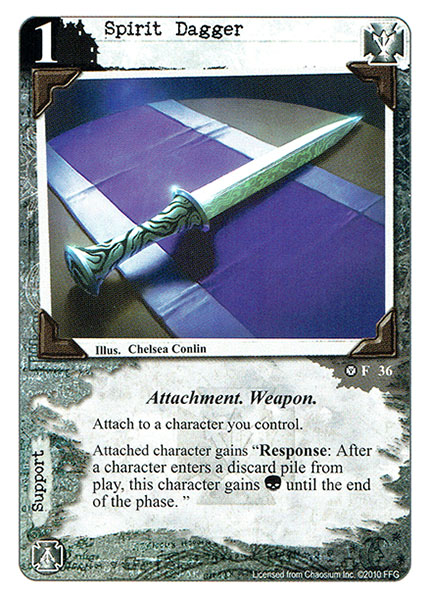 1
Spirit Dagger
Illus. Chelsea Conlin
F 36
Attachment. Weapon.
Attach to a character you control.
Attached character gains “Response: After
a character enters a discard pile from
play, this character gains until the end
of the phase. ”
Support
Licensed from Chaosium Inc. ©2010 FFG